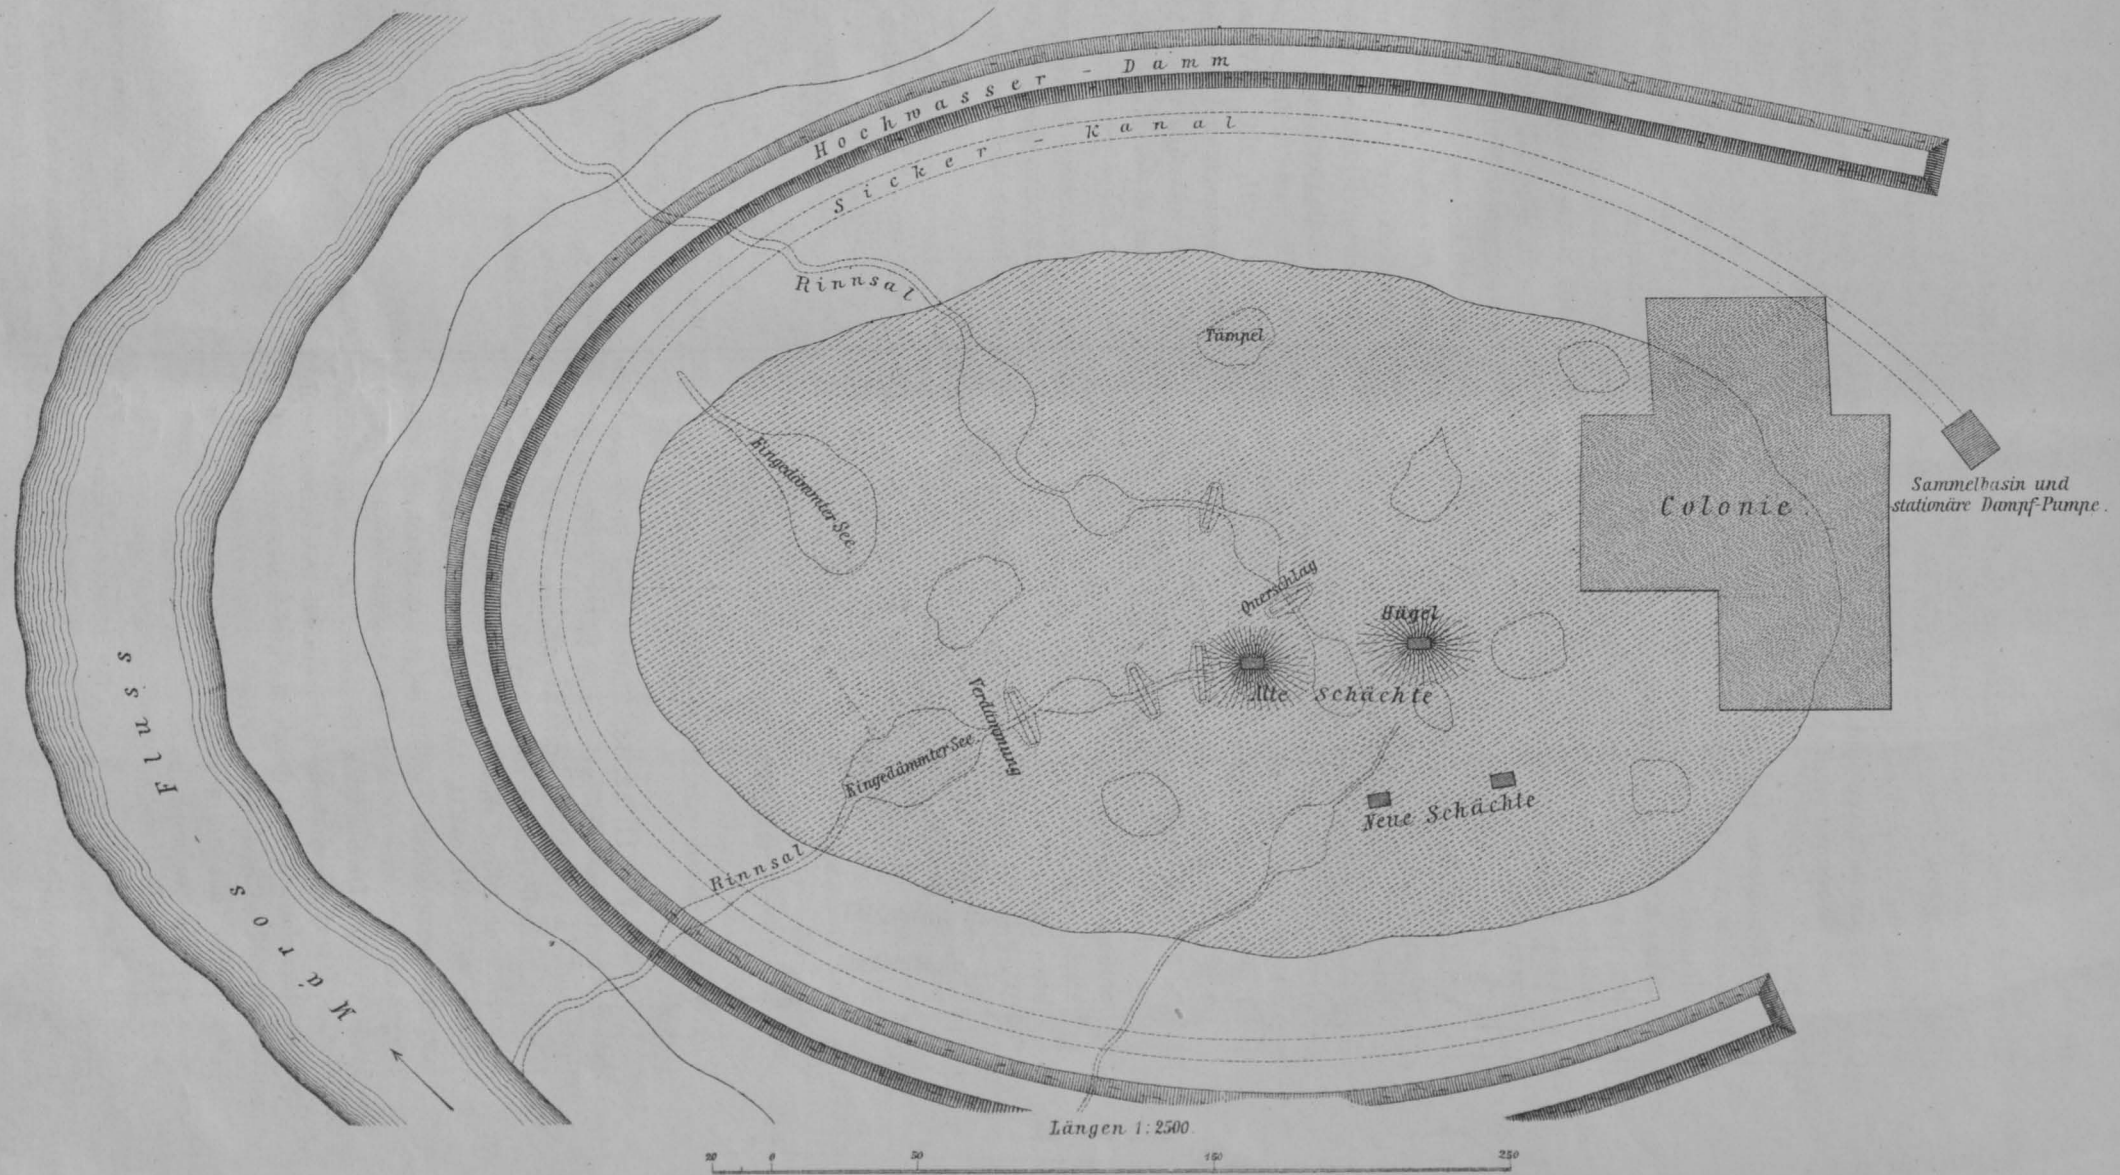 Hochwasser - Damm
Sicker - kanal
Rinnsal
Tümpel
Eingedämmter See
Colonie.
Sammelbasin und
stationäre Dampf-Pumpe.
Querschlag
Hügel
Alte Schächte
Verdämmung
Eingedämmter See.
Neue Schächte
Rinnsal
Máros - Fluss
Längen 1:2500.
20 0 50 150 250